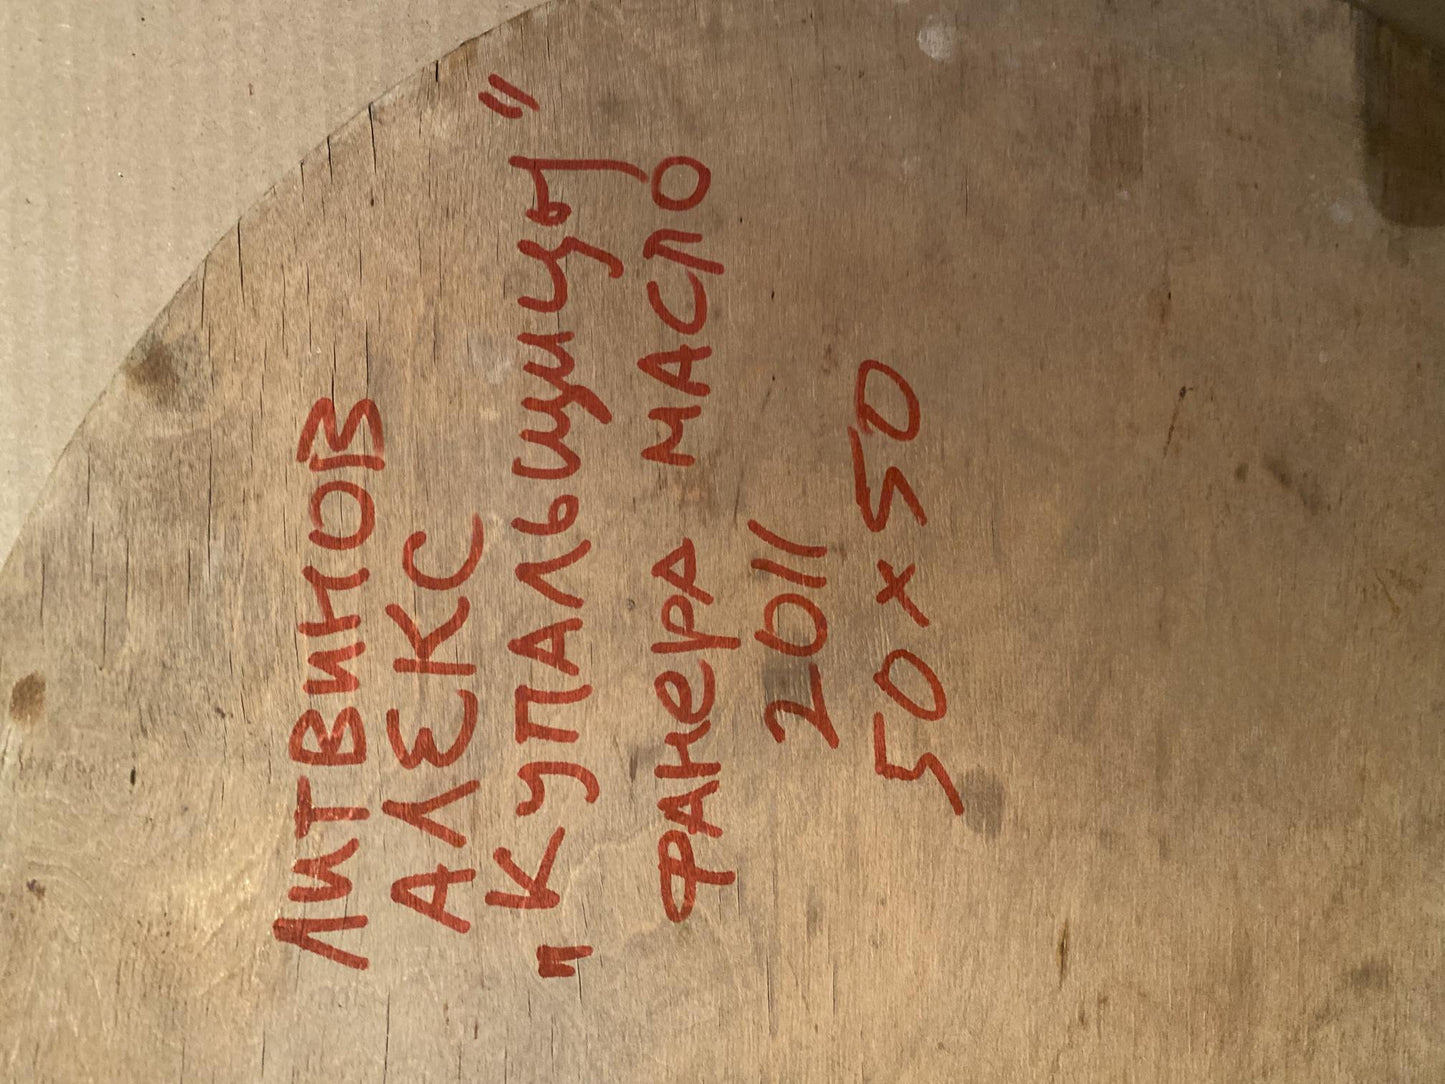 ЛИТВИНОВ
АЛЕКС
"КУПАЛЬЩИЦЫ"
ФАНЕРА МАСЛО
2011
50×50